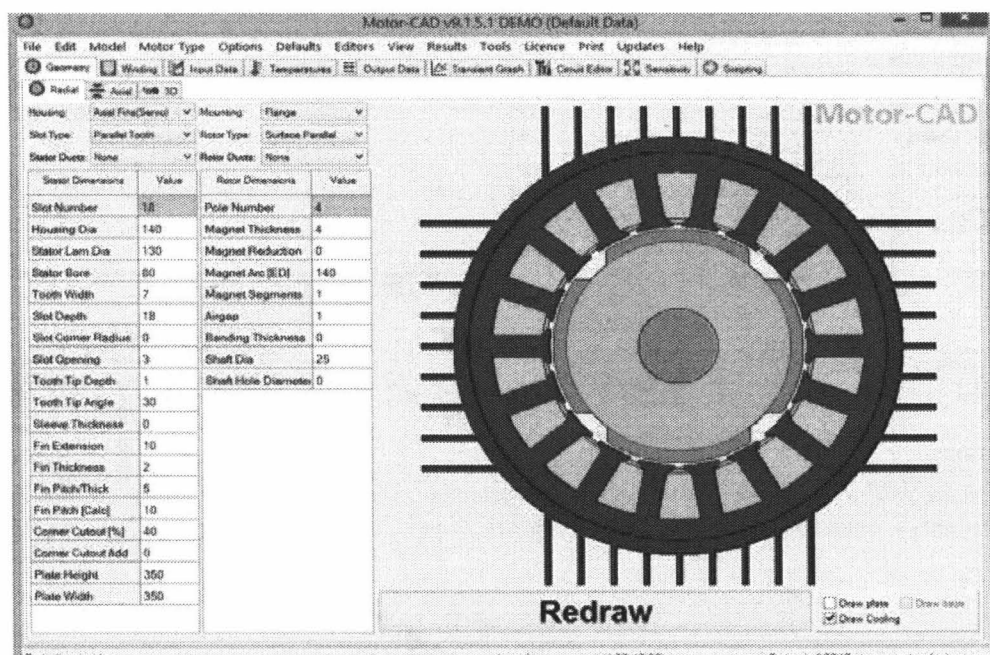 Motor-CAD v9.1.5.1 DEMO (Default Data)
File Edit Model Motor Type Options Defaults Editors View Results Tools Licence Print Updates Help
Geometry Winding Input Data Temperatures Output Data Transient Graph Circuit Editor Sensitivity Scripting
Radial Axial 3D
Housing: Axial Fins(Servo) Mounting: Flange
Slot Type: Parallel Tooth Rotor Type: Surface Parallel
Stator Ducts: None Rotor Ducts: None
Motor-CAD
Stator Dimensions Value Rotor Dimensions Value
Slot Number 18 Pole Number 4
Housing Dia 140 Magnet Thickness 4
Stator Lam Dia 130 Magnet Reduction 0
Stator Bore 80 Magnet Arc [ED] 140
Tooth Width 7 Magnet Segments 1
Slot Depth 18 Airgap 1
Slot Corner Radius 0 Banding Thickness 0
Slot Opening 3 Shaft Dia 25
Tooth Tip Depth 1 Shaft Hole Diameter 0
Tooth Tip Angle 30
Sleeve Thickness 0
Fin Extension 10
Fin Thickness 2
Fin Pitch/Thick 5
Fin Pitch [Calc] 10
Corner Cutout [%] 40
Corner Cutout Add 0
Plate Height 350
Plate Width 350
Redraw
Draw plate Draw base
Draw Cooling